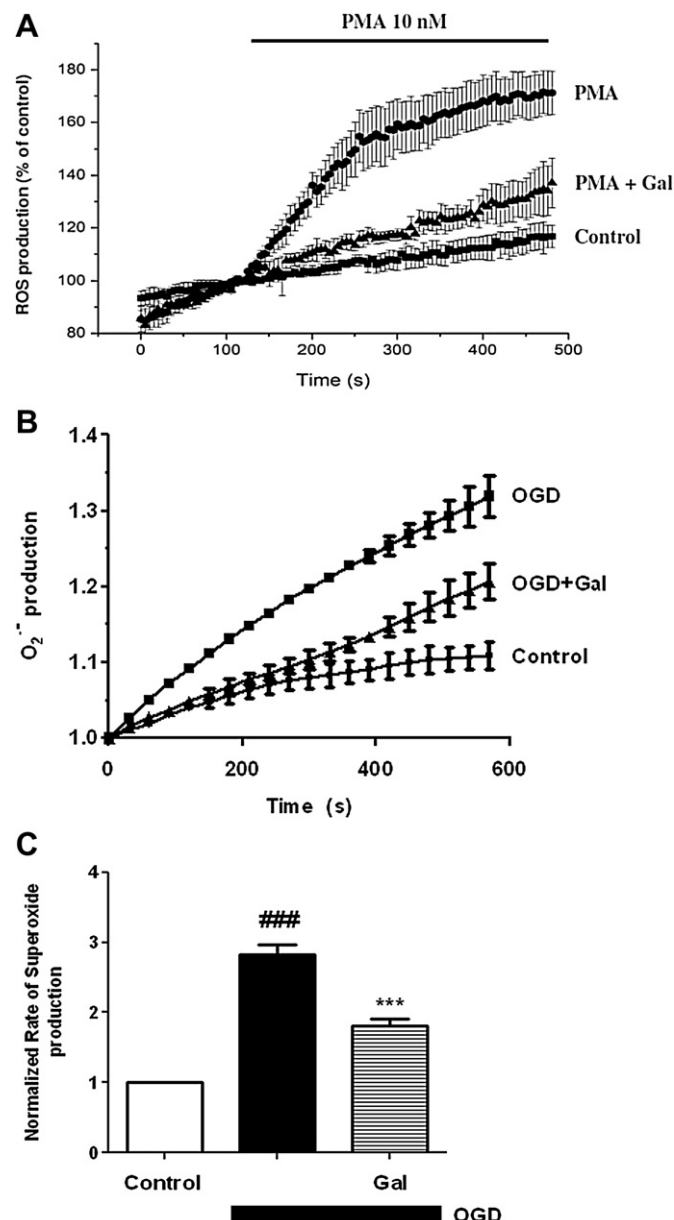 A
PMA 10 nM
ROS production (% of control)
180
160
140
120
100
80
0
100
200
300
400
500
Time (s)
PMA
PMA + Gal
Control
B
O₂·⁻ production
1.4
1.3
1.2
1.1
1.0
0
200
400
600
Time (s)
OGD
OGD+Gal
Control
C
Normalized Rate of Superoxide
production
4
3
2
1
0
###
***
Control
Gal
OGD